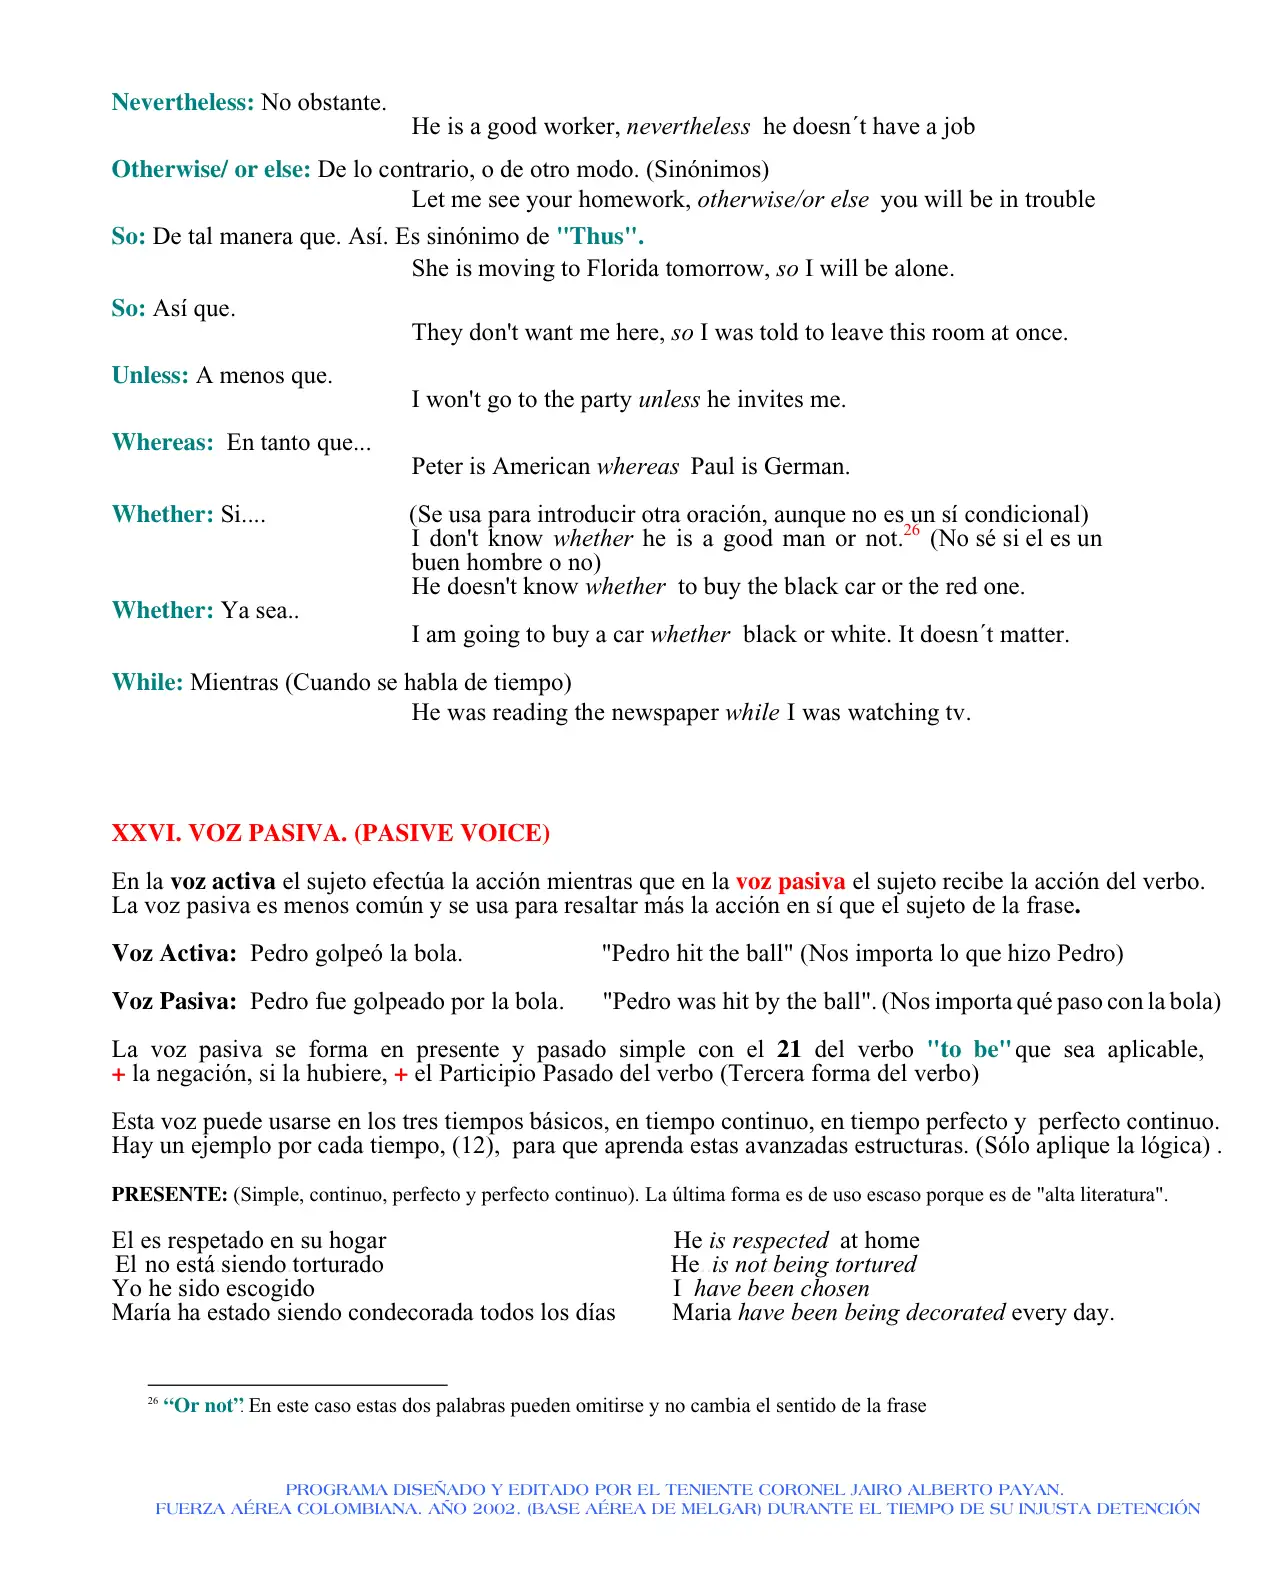 Nevertheless: No obstante.
He is a good worker, nevertheless he doesn´t have a job
Otherwise/ or else: De lo contrario, o de otro modo. (Sinónimos)
Let me see your homework, otherwise/or else you will be in trouble
So: De tal manera que. Así. Es sinónimo de "Thus".
She is moving to Florida tomorrow, so I will be alone.
So: Así que.
They don't want me here, so I was told to leave this room at once.
Unless: A menos que.
I won't go to the party unless he invites me.
Whereas: En tanto que...
Peter is American whereas Paul is German.
Whether: Si.... (Se usa para introducir otra oración, aunque no es un sí condicional)
I don't know whether he is a good man or not.26 (No sé si el es un
buen hombre o no)
He doesn't know whether to buy the black car or the red one.
Whether: Ya sea..
I am going to buy a car whether black or white. It doesn´t matter.
While: Mientras (Cuando se habla de tiempo)
He was reading the newspaper while I was watching tv.
XXVI. VOZ PASIVA. (PASIVE VOICE)
En la voz activa el sujeto efectúa la acción mientras que en la voz pasiva el sujeto recibe la acción del verbo.
La voz pasiva es menos común y se usa para resaltar más la acción en sí que el sujeto de la frase.
Voz Activa: Pedro golpeó la bola. "Pedro hit the ball" (Nos importa lo que hizo Pedro)
Voz Pasiva: Pedro fue golpeado por la bola. "Pedro was hit by the ball". (Nos importa qué paso con la bola)
La voz pasiva se forma en presente y pasado simple con el 21 del verbo "to be" que sea aplicable,
+ la negación, si la hubiere, + el Participio Pasado del verbo (Tercera forma del verbo)
Esta voz puede usarse en los tres tiempos básicos, en tiempo continuo, en tiempo perfecto y perfecto continuo.
Hay un ejemplo por cada tiempo, (12), para que aprenda estas avanzadas estructuras. (Sólo aplique la lógica) .
PRESENTE: (Simple, continuo, perfecto y perfecto continuo). La última forma es de uso escaso porque es de "alta literatura".
El es respetado en su hogar He is respected at home
El no está siendo torturado He is not being tortured
Yo he sido escogido I have been chosen
María ha estado siendo condecorada todos los días Maria have been being decorated every day.
26 “Or not”. En este caso estas dos palabras pueden omitirse y no cambia el sentido de la frase
PROGRAMA DISEÑADO Y EDITADO POR EL TENIENTE CORONEL JAIRO ALBERTO PAYAN.
FUERZA AÉREA COLOMBIANA. AÑO 2002. (BASE AÉREA DE MELGAR) DURANTE EL TIEMPO DE SU INJUSTA DETENCIÓN